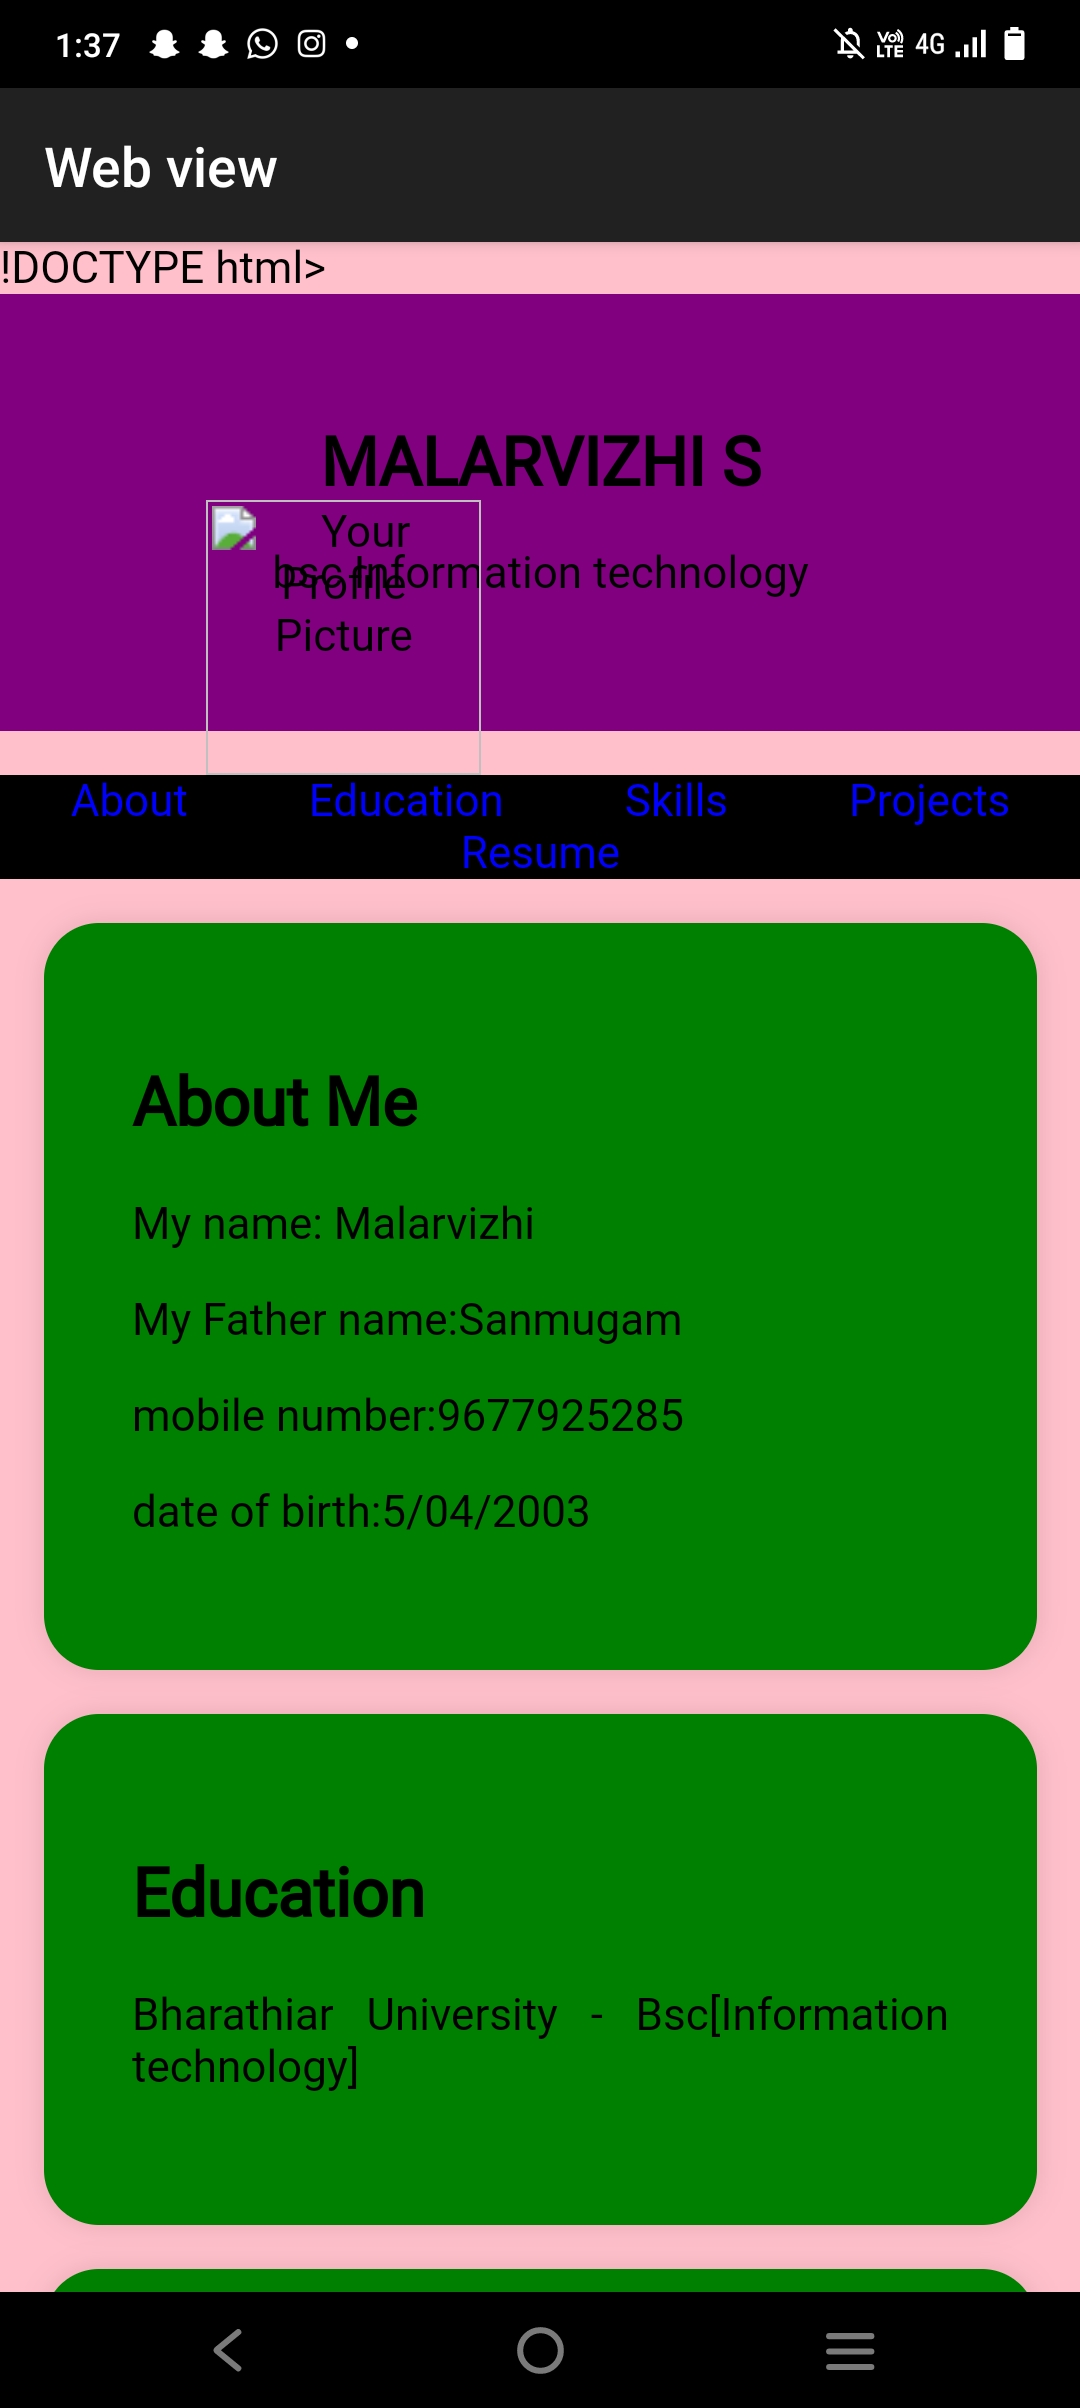 1:37
Vo LTE 4G
Web view
!DOCTYPE html>
MALARVIZHI S
Your
bsc Information technology
Profile
Picture
About Education Skills Projects
Resume
About Me
My name: Malarvizhi
My Father name:Sanmugam
mobile number:9677925285
date of birth:5/04/2003
Education
Bharathiar University - Bsc[Information
technology]